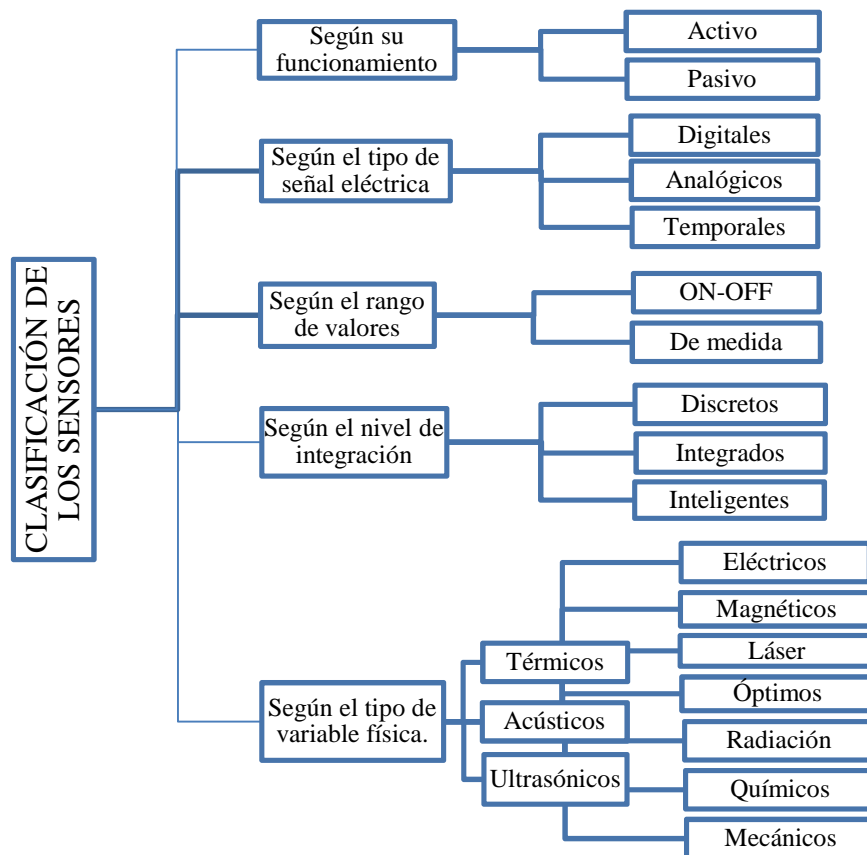 CLASIFICACIÓN DE
LOS SENSORES
Según su
funcionamiento
Activo
Pasivo
Según el tipo de
señal eléctrica
Digitales
Analógicos
Temporales
Según el rango
de valores
ON-OFF
De medida
Según el nivel de
integración
Discretos
Integrados
Inteligentes
Según el tipo de
variable física.
Térmicos
Acústicos
Ultrasónicos
Eléctricos
Magnéticos
Láser
Óptimos
Radiación
Químicos
Mecánicos